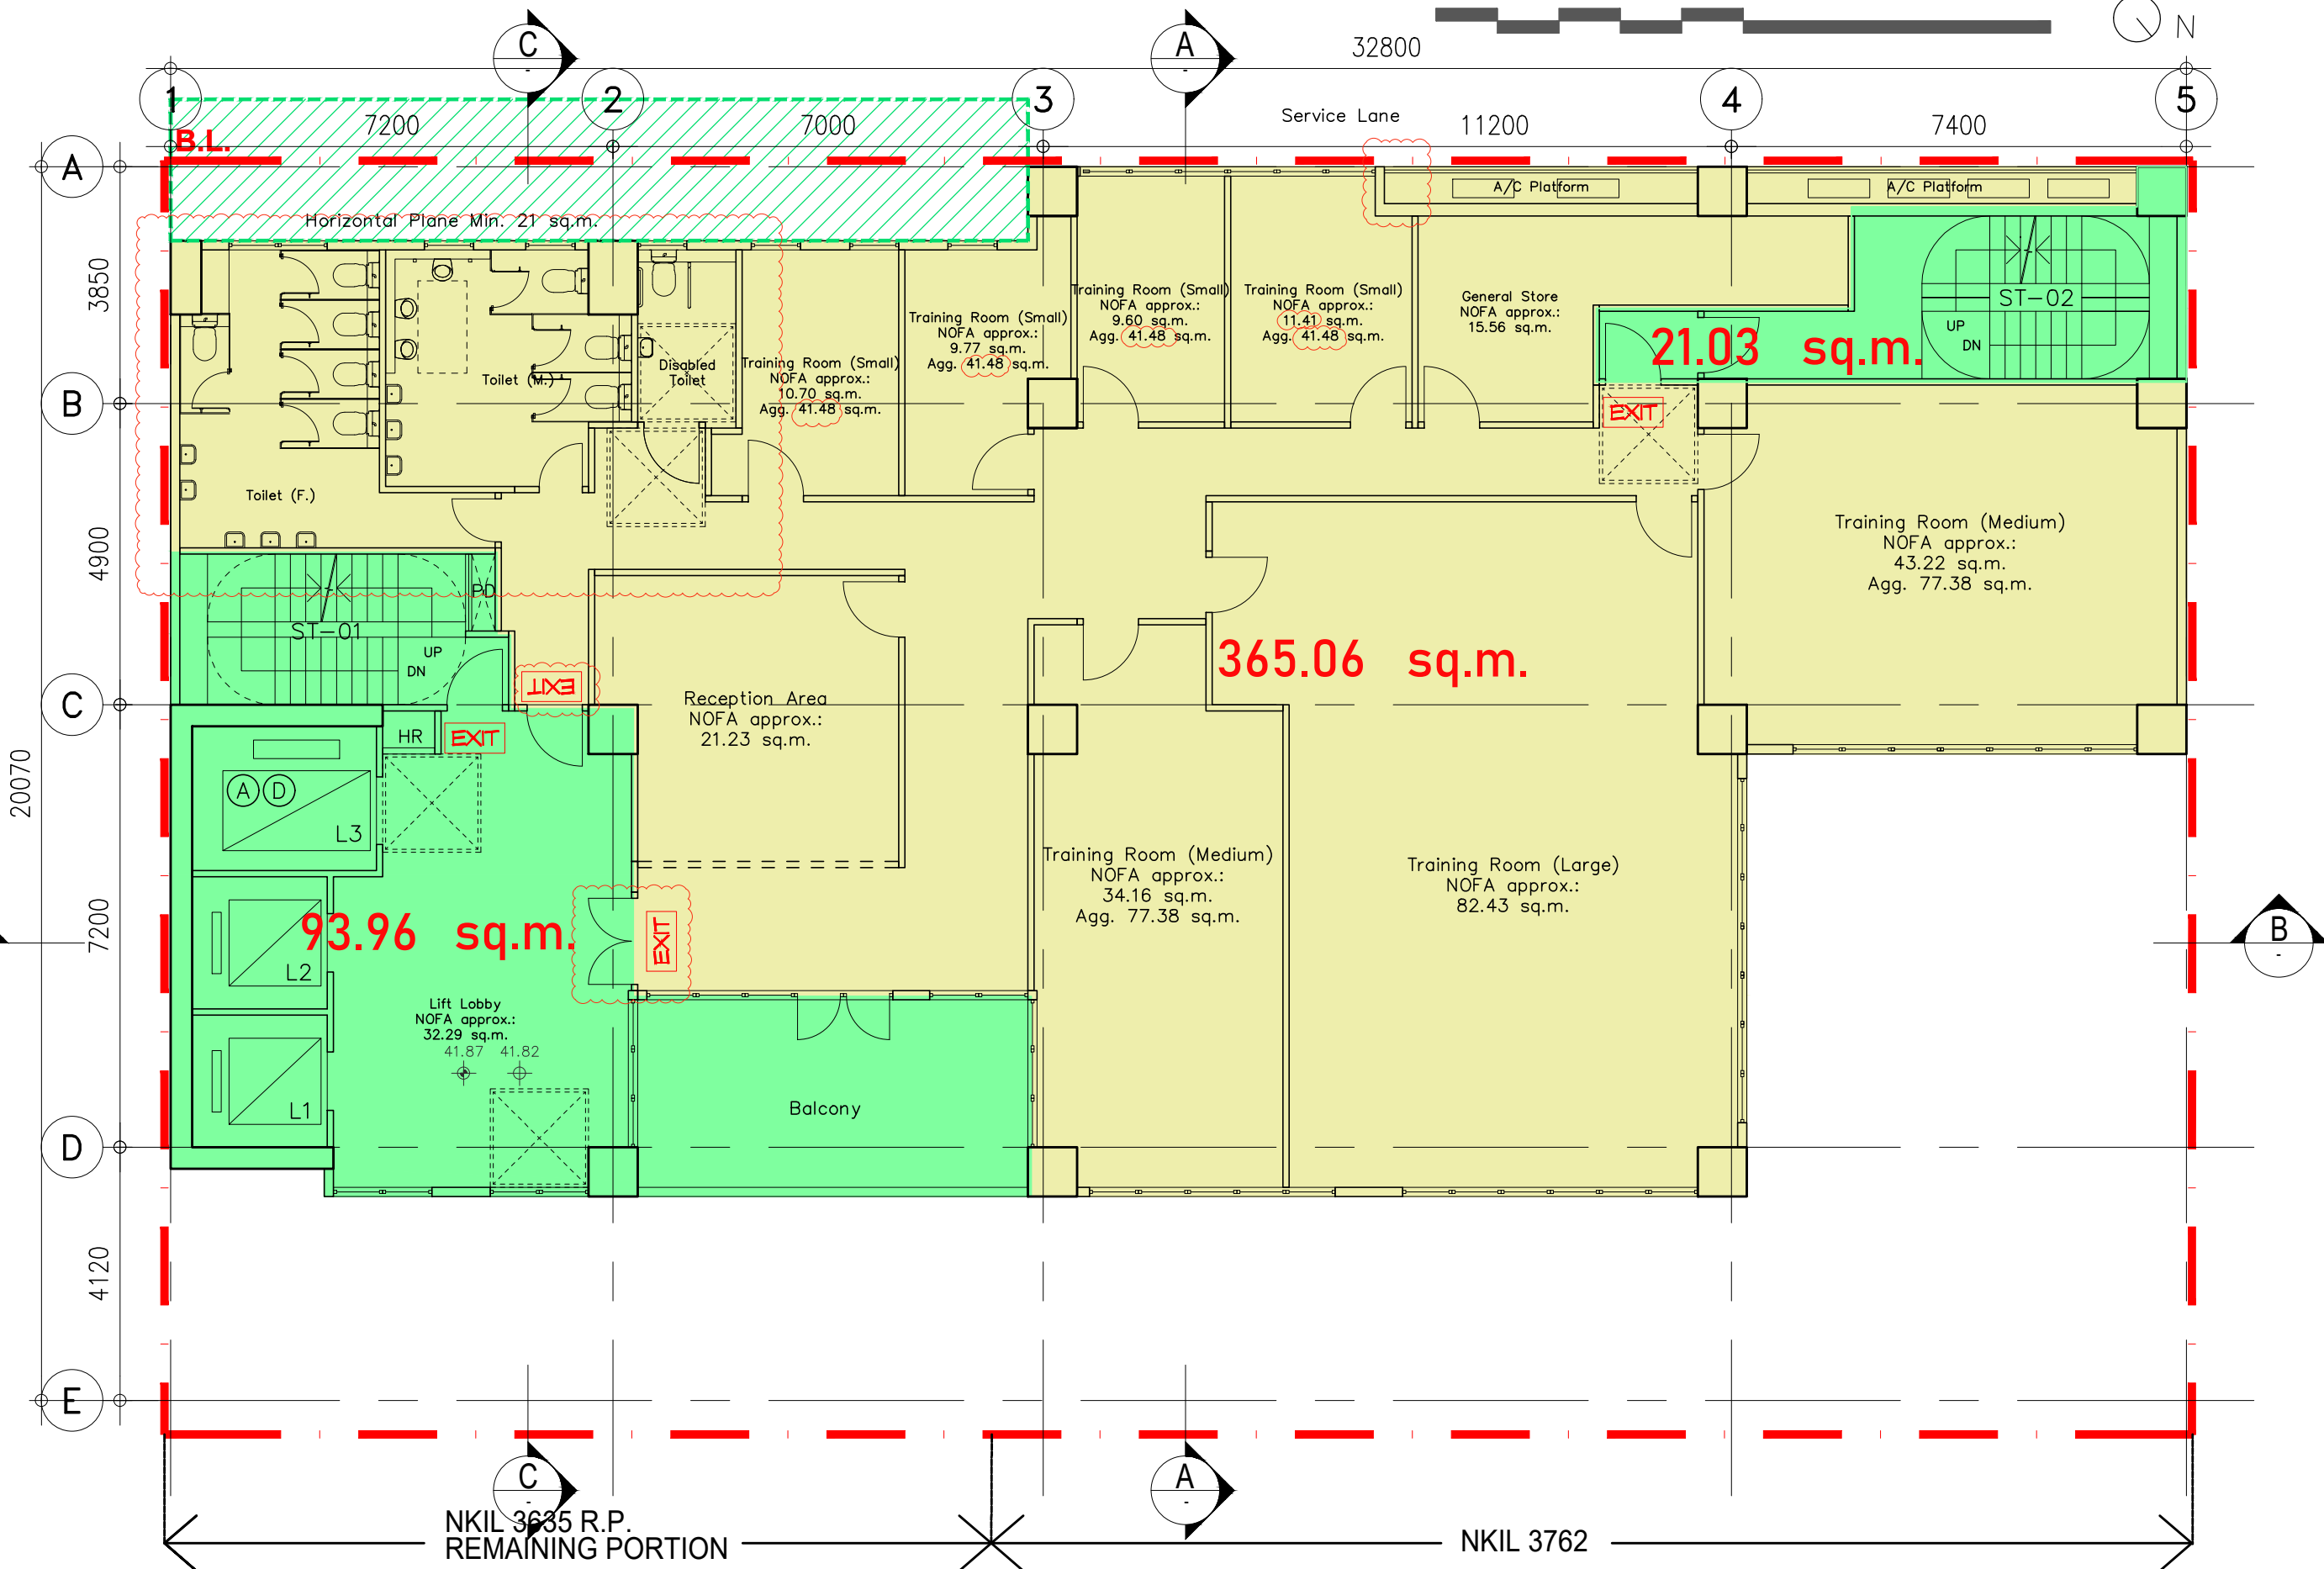 C
-
A
-
32800
N
1
2
3
4
5
7200
7000
Service Lane
11200
7400
B.L.
A
A/C Platform
A/C Platform
Horizontal Plane Min. 21 sq.m.
3850
Training Room (Small)
NOFA approx.:
9.60 sq.m.
Agg. 41.48 sq.m.
Training Room (Small)
NOFA approx.:
11.41 sq.m.
Agg. 41.48 sq.m.
General Store
NOFA approx.:
15.56 sq.m.
ST-02
UP
DN
21.03 sq.m.
Training Room (Small)
NOFA approx.:
9.77 sq.m.
Agg. 41.48 sq.m.
Training Room (Small)
NOFA approx.:
10.70 sq.m.
Agg. 41.48 sq.m.
Toilet (M.)
Disabled
Toilet
B
EXIT
Toilet (F.)
Training Room (Medium)
NOFA approx.:
43.22 sq.m.
Agg. 77.38 sq.m.
4900
PD
ST-01
UP
DN
365.06 sq.m.
EXIT
C
Reception Area
NOFA approx.:
21.23 sq.m.
HR
EXIT
20070
A
D
L3
Training Room (Medium)
NOFA approx.:
34.16 sq.m.
Agg. 77.38 sq.m.
Training Room (Large)
NOFA approx.:
82.43 sq.m.
7200
93.96 sq.m.
EXIT
B
-
L2
Lift Lobby
NOFA approx.:
32.29 sq.m.
41.87
41.82
L1
Balcony
D
4120
E
C
-
A
-
NKIL 3635 R.P.
REMAINING PORTION
NKIL 3762